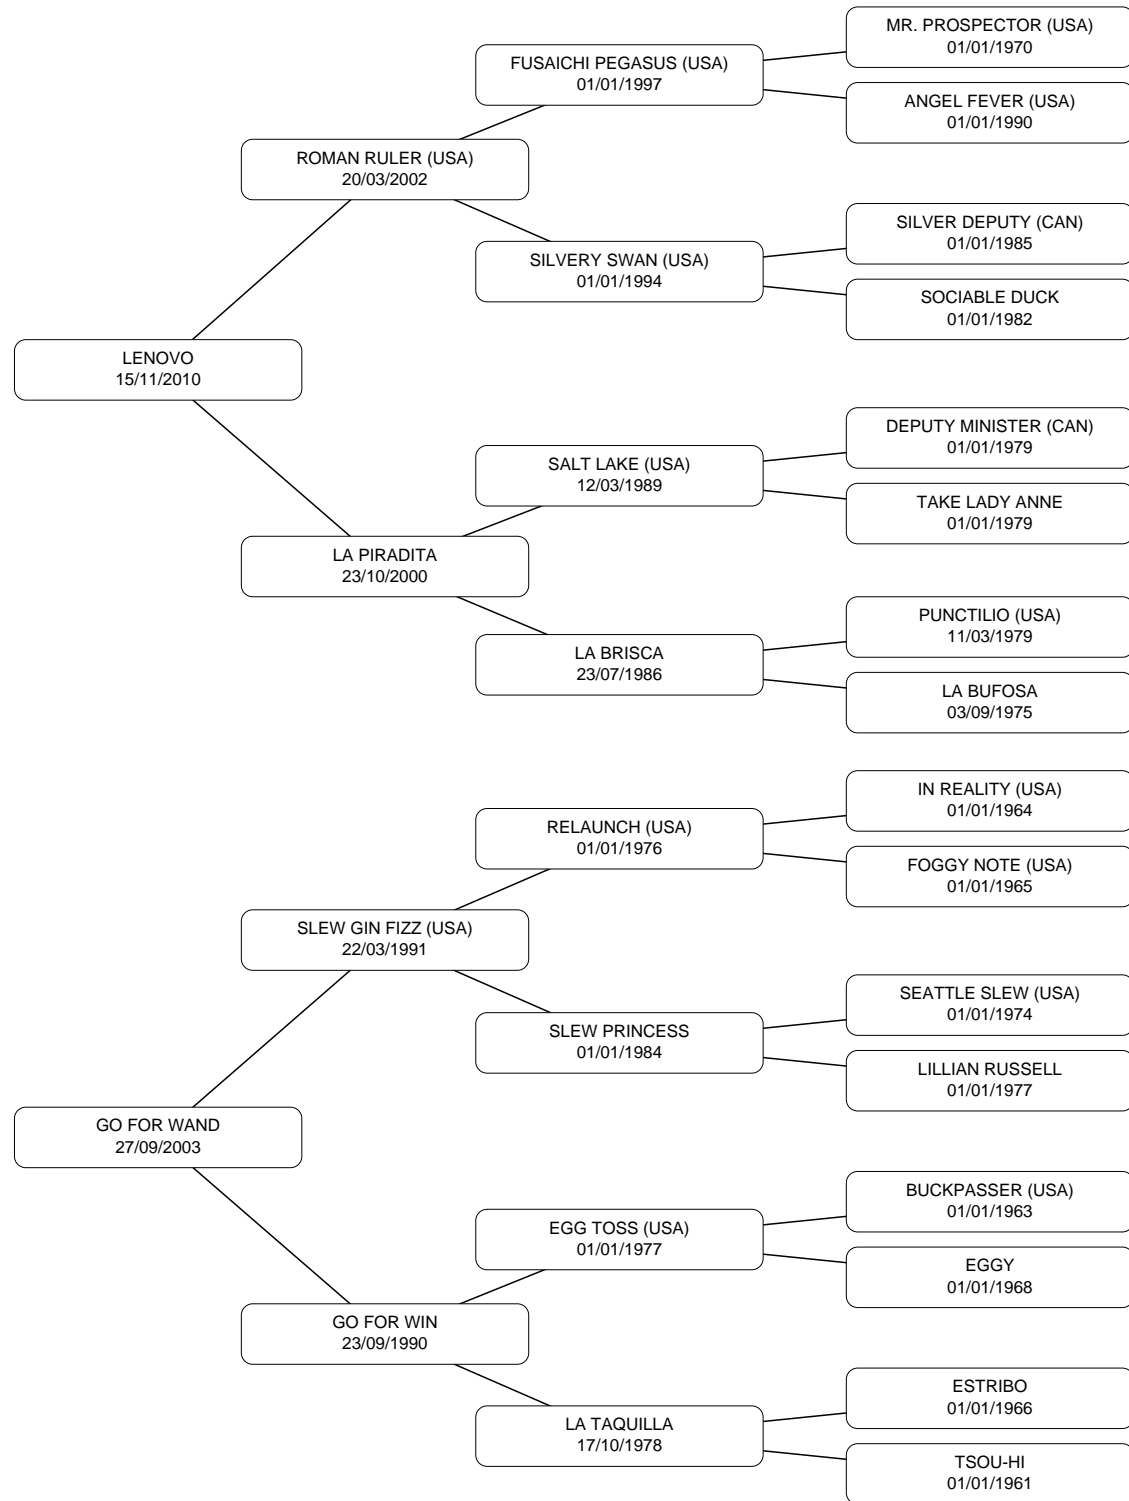 MR. PROSPECTOR (USA)
01/01/1970
FUSAICHI PEGASUS (USA)
01/01/1997
ANGEL FEVER (USA)
01/01/1990
ROMAN RULER (USA)
20/03/2002
SILVER DEPUTY (CAN)
01/01/1985
SILVERY SWAN (USA)
01/01/1994
SOCIABLE DUCK
01/01/1982
LENOVO
15/11/2010
DEPUTY MINISTER (CAN)
01/01/1979
SALT LAKE (USA)
12/03/1989
TAKE LADY ANNE
01/01/1979
LA PIRADITA
23/10/2000
PUNCTILIO (USA)
11/03/1979
LA BRISCA
23/07/1986
LA BUFOSA
03/09/1975
IN REALITY (USA)
01/01/1964
RELAUNCH (USA)
01/01/1976
FOGGY NOTE (USA)
01/01/1965
SLEW GIN FIZZ (USA)
22/03/1991
SEATTLE SLEW (USA)
01/01/1974
SLEW PRINCESS
01/01/1984
LILLIAN RUSSELL
01/01/1977
GO FOR WAND
27/09/2003
BUCKPASSER (USA)
01/01/1963
EGG TOSS (USA)
01/01/1977
EGGY
01/01/1968
GO FOR WIN
23/09/1990
ESTRIBO
01/01/1966
LA TAQUILLA
17/10/1978
TSOU-HI
01/01/1961